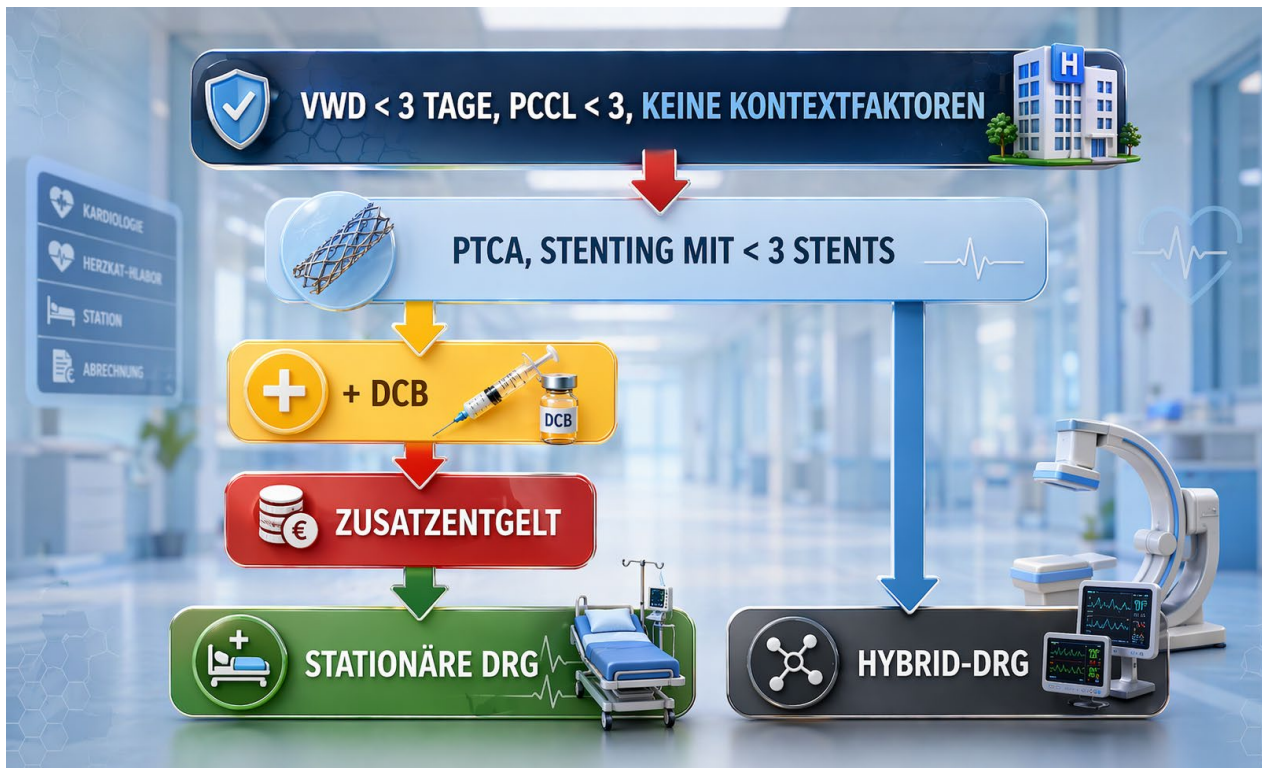 H
VWD < 3 TAGE, PCCL < 3, KEINE KONTEXTFAKTOREN
PTCA, STENTING MIT < 3 STENTS
KARDIOLOGIE
HERZKAT-HLABOR
STATION
ABRECHNUNG
+ DCB
DCB
ZUSATZENTGELT
STATIONÄRE DRG
HYBRID-DRG